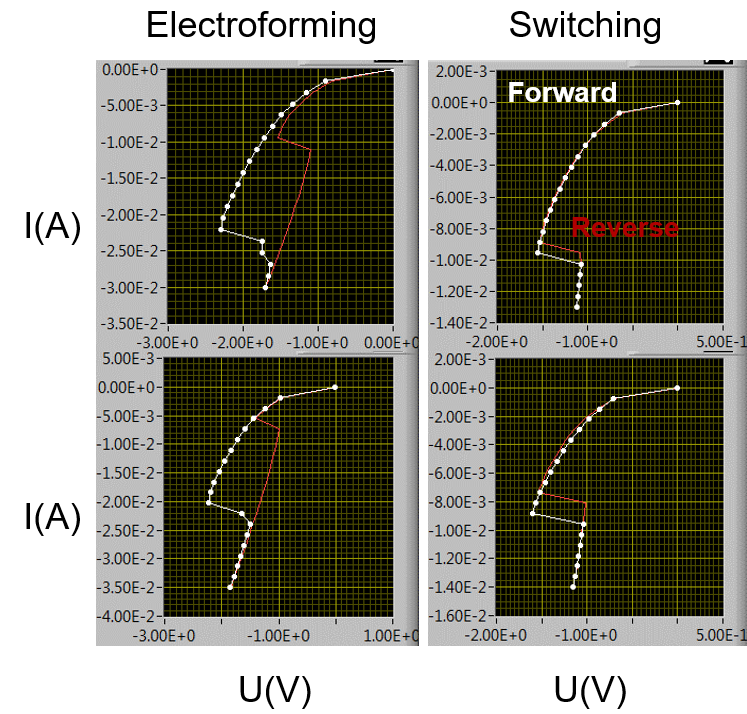 Electroforming
Switching
0.00E+0
-5.00E-3
-1.00E-2
-1.50E-2
-2.00E-2
-2.50E-2
-3.00E-2
-3.50E-2
-3.00E+0
-2.00E+0
-1.00E+0
0.00E+0
I(A)
2.00E-3
0.00E+0
-2.00E-3
-4.00E-3
-6.00E-3
-8.00E-3
-1.00E-2
-1.20E-2
-1.40E-2
-2.00E+0
-1.00E+0
5.00E-1
Forward
Reverse
5.00E-3
0.00E+0
-5.00E-3
-1.00E-2
-1.50E-2
-2.00E-2
-2.50E-2
-3.00E-2
-3.50E-2
-4.00E-2
-3.00E+0
-1.00E+0
1.00E+0
I(A)
2.00E-3
0.00E+0
-2.00E-3
-4.00E-3
-6.00E-3
-8.00E-3
-1.00E-2
-1.20E-2
-1.40E-2
-1.60E-2
-2.00E+0
-1.00E+0
5.00E-1
U(V)
U(V)